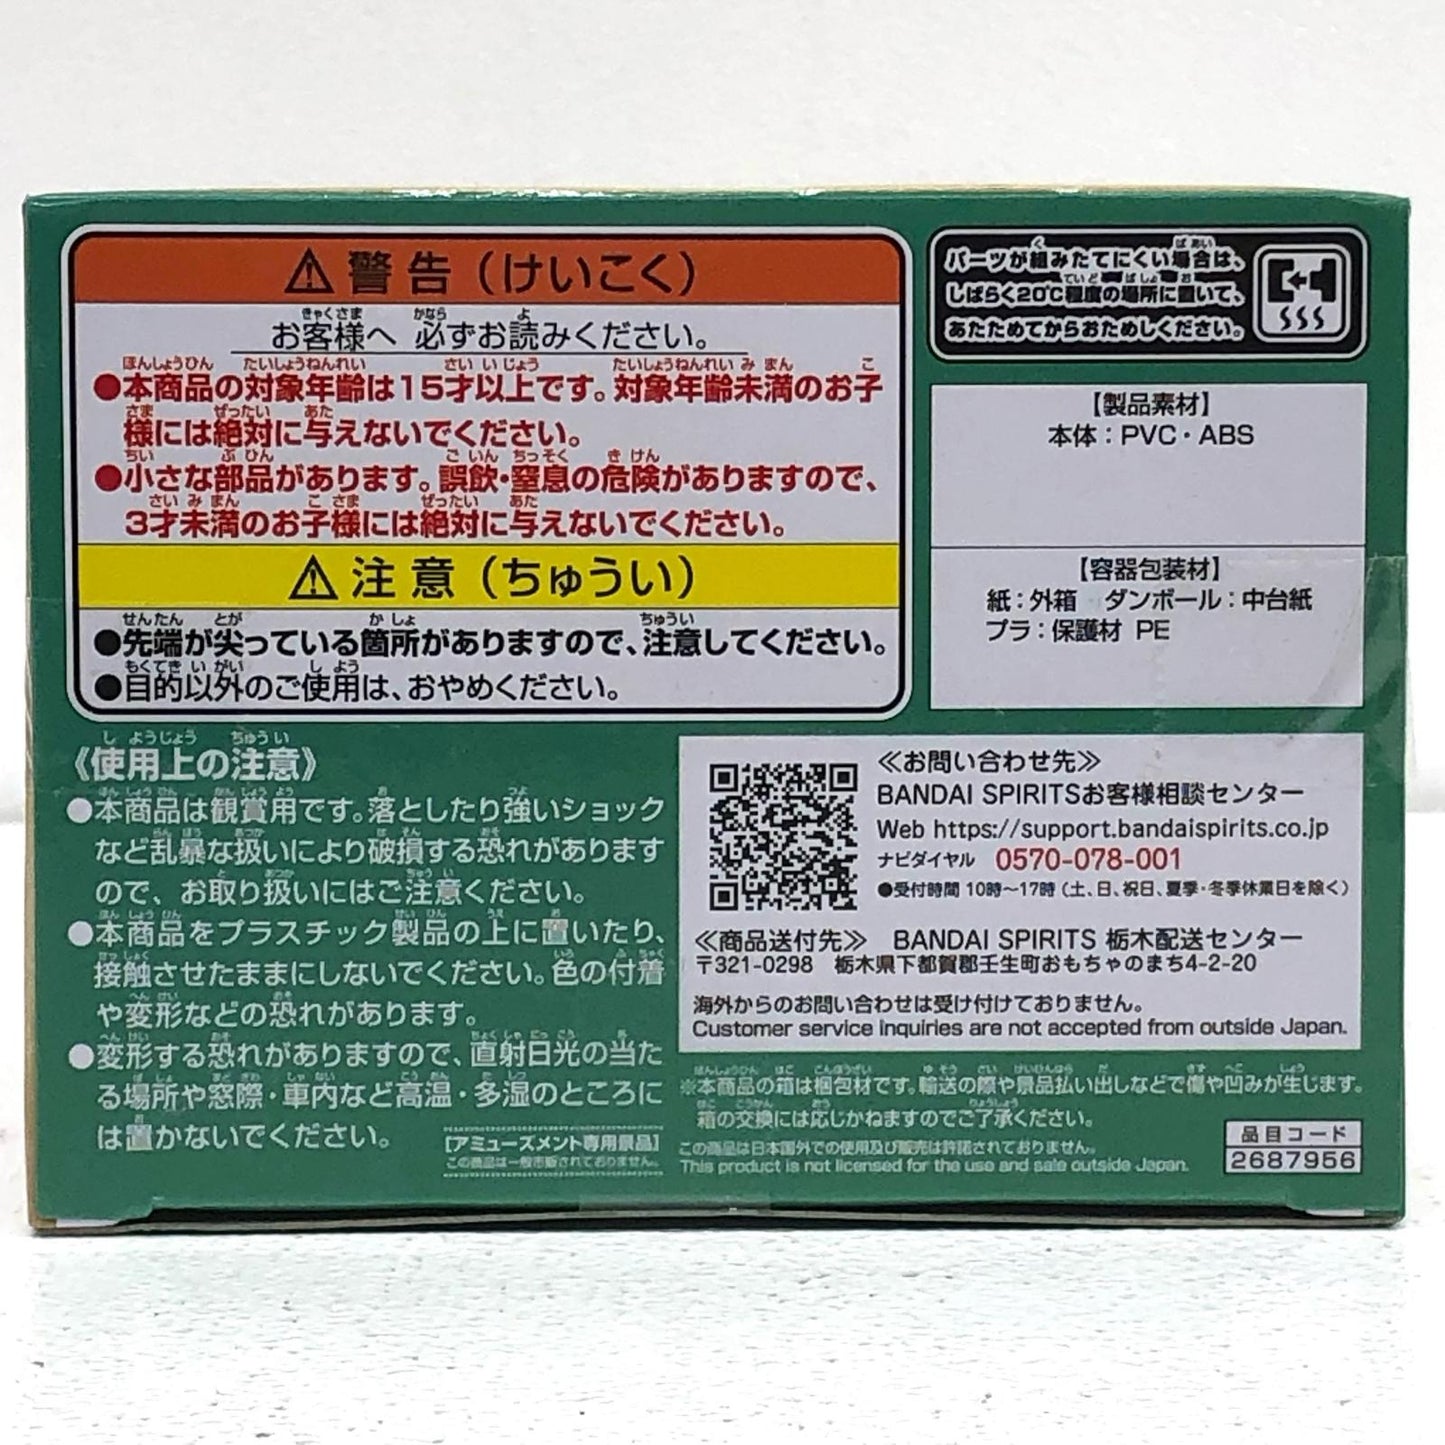 ⚠警告（けいこく）
お客様へ 必ずお読みください。
●本商品の対象年齢は15才以上です。対象年齢未満のお子
様には絶対に与えないでください。
●小さな部品があります。誤飲・窒息の危険がありますので、
3才未満のお子様には絶対に与えないでください。
⚠注意（ちゅうい）
●先端が尖っている箇所がありますので、注意してください。
●目的以外のご使用は、おやめください。
パーツが組みたてにくい場合は、
しばらく20℃程度の場所に置いて、
あたためてからおためしください。
【製品素材】
本体：PVC・ABS
【容器包装材】
紙：外箱 ダンボール：中台紙
プラ：保護材 PE
《使用上の注意》
●本商品は観賞用です。落としたり強いショック
など乱暴な扱いにより破損する恐れがあります
ので、お取り扱いにはご注意ください。
●本商品をプラスチック製品の上に置いたり、
接触させたままにしないでください。色の付着
や変形などの恐れがあります。
●変形する恐れがありますので、直射日光の当た
る場所や窓際・車内など高温・多湿のところに
は置かないでください。
［アミューズメント専用景品］
この商品は一般市販されておりません。
≪お問い合わせ先≫
BANDAI SPIRITSお客様相談センター
Web https://support.bandaispirits.co.jp
ナビダイヤル 0570-078-001
●受付時間 10時～17時（土、日、祝日、夏季・冬季休業日を除く）
≪商品送付先≫ BANDAI SPIRITS 栃木配送センター
〒321-0298 栃木県下都賀郡壬生町おもちゃのまち4-2-20
海外からのお問い合わせは受け付けておりません。
Customer service inquiries are not accepted from outside Japan.
※本商品の箱は梱包材です。輸送の際や景品払い出しなどで傷や凹みが生じます。
箱の交換には応じかねますのでご了承ください。
この商品は日本国外での使用及び販売は許諾されておりません。
This product is not licensed for the use and sale outside Japan.
品目コード
2687956